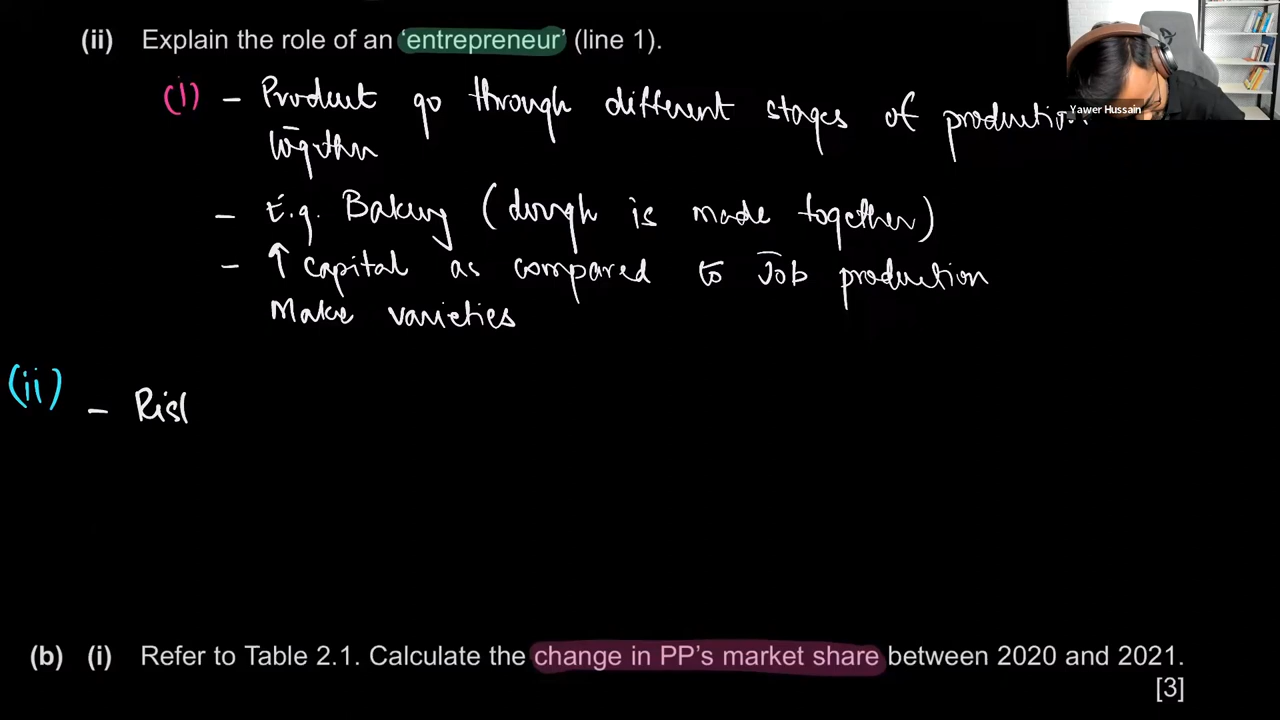 (ii) Explain the role of an ‘entrepreneur’ (line 1).
(i) – Product go through different stages of production
Yawer Hussain
together
– E.g. Baking (dough is made together)
– ↑ capital as compared to Job production
Make varieties
(ii) – Risk
(b) (i) Refer to Table 2.1. Calculate the change in PP’s market share between 2020 and 2021.
[3]